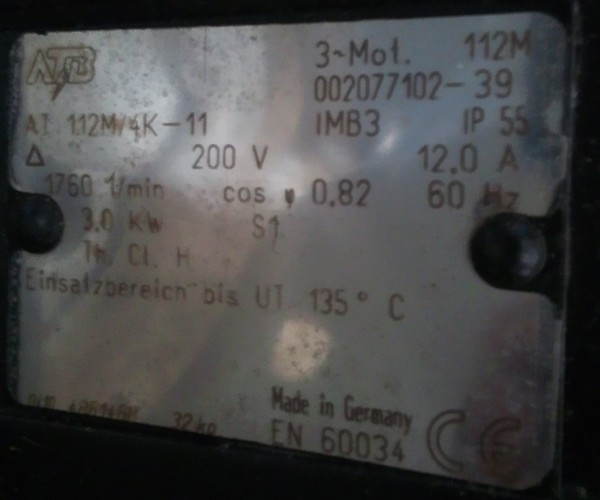 ATB 3~Mot. 112M
002077102-39
AT 112M/4K-11 IMB3 IP 55
Δ 200 V 12.0 A
1760 1/min cos φ 0.82 60 Hz
3.0 KW S1
Th. Cl. H
Einsatzbereich bis UT 135° C
32 kg
Made in Germany
EN 60034 CE